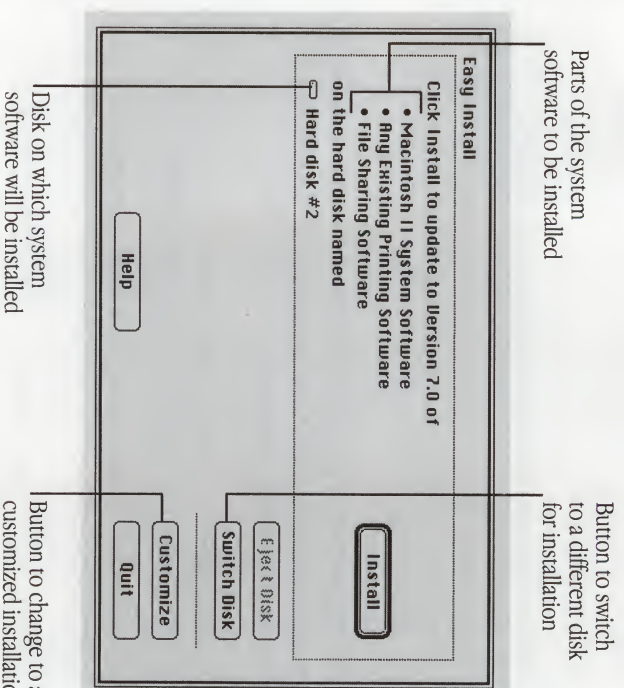 Parts of the system
software to be installed
Button to switch
to a different disk
for installation
Easy Install
Click Install to update to Version 7.0 of
• Macintosh II System Software
• Any Existing Printing Software
• File Sharing Software
on the hard disk named
Hard disk #2
Install
Eject Disk
Switch Disk
Customize
Help
Quit
Disk on which system
software will be installed
Button to change to
customized